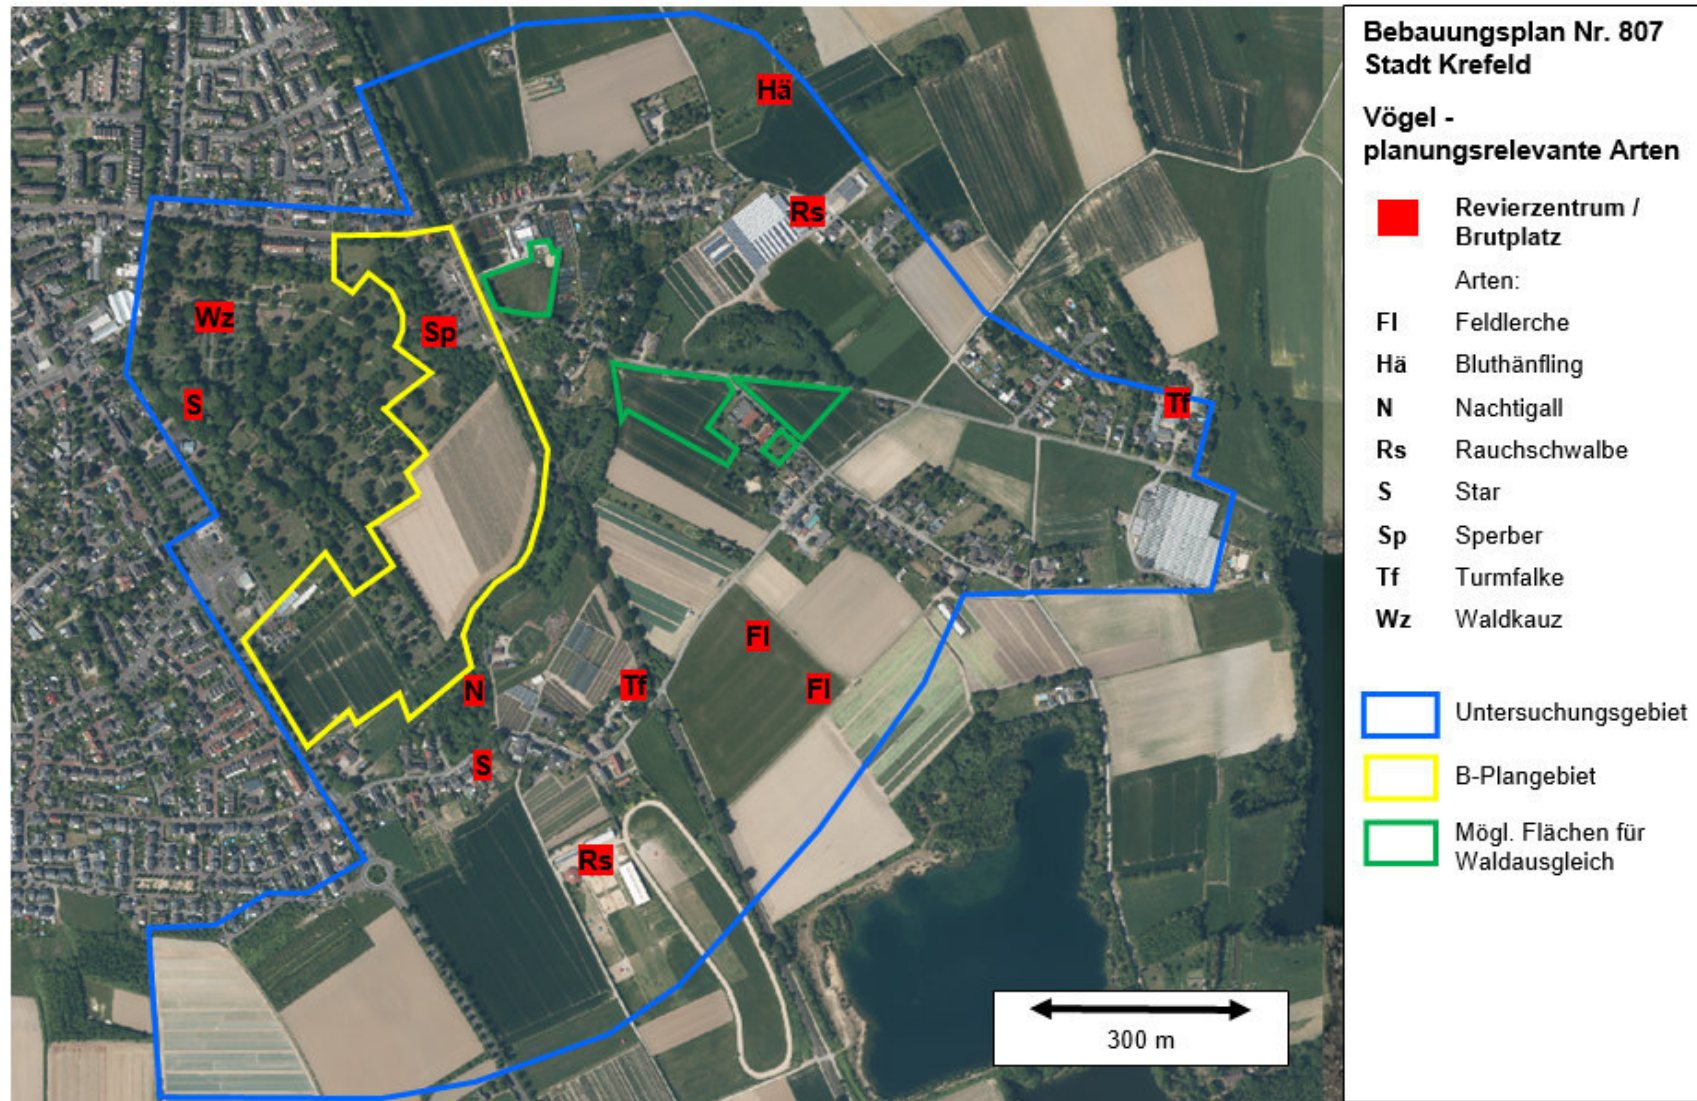 Bebauungsplan Nr. 807
Stadt Krefeld
Vögel -
planungsrelevante Arten
Revierzentrum /
Brutplatz
Arten:
Fl Feldlerche
Hä Bluthänfling
N Nachtigall
Rs Rauchschwalbe
S Star
Sp Sperber
Tf Turmfalke
Wz Waldkauz
Untersuchungsgebiet
B-Plangebiet
Mögl. Flächen für
Waldausgleich
Hä
Rs
Wz
Sp
S
Tf
Fl
N
Tf
Fl
S
Rs
300 m